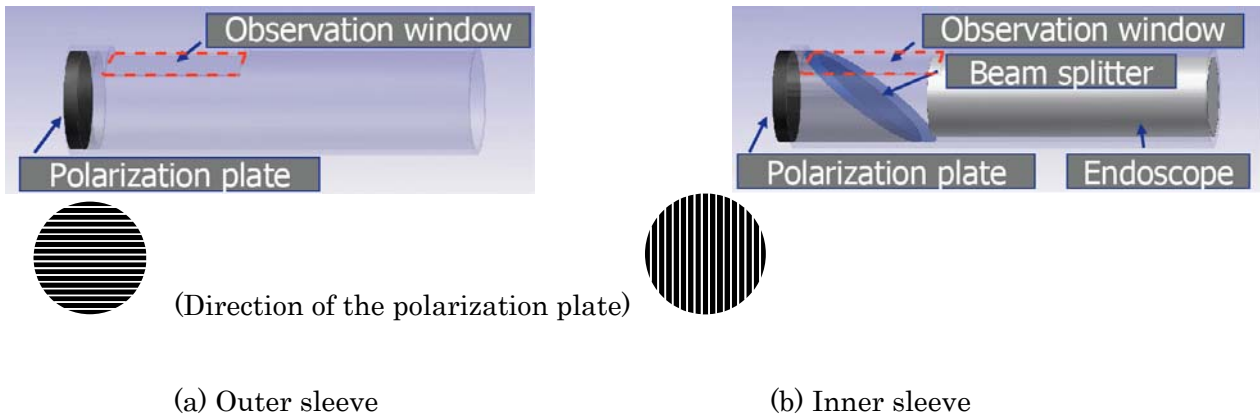 Observation window
Polarization plate
Observation window
Beam splitter
Polarization plate
Endoscope
(Direction of the polarization plate)
(a) Outer sleeve
(b) Inner sleeve